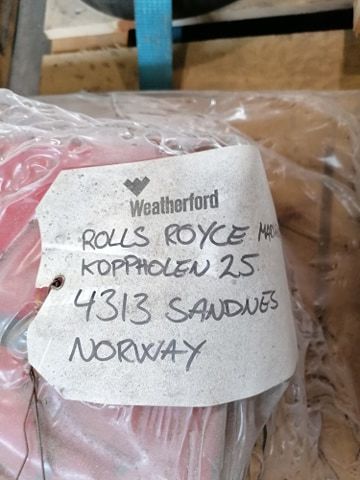 Weatherford
ROLLS ROYCE
KOPPHOLEN 25
4313 SANDNES
NORWAY